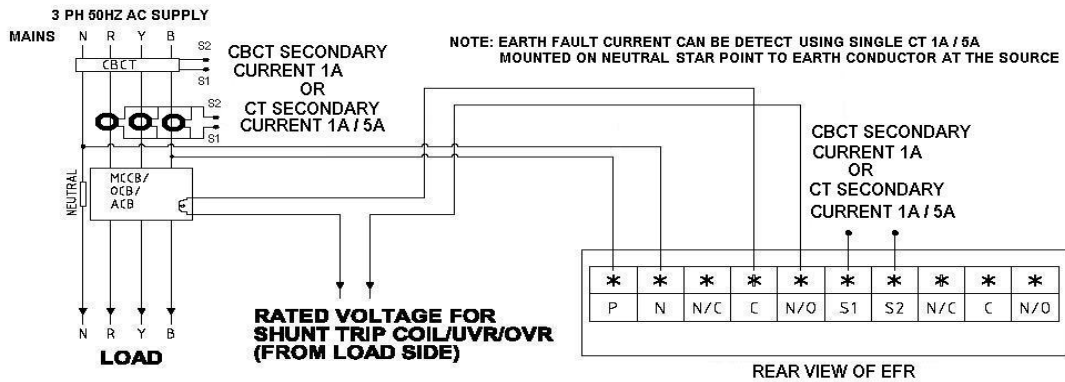 3 PH 50HZ AC SUPPLY
MAINS N R Y B
S2
CBCT
S1
CBCT SECONDARY
CURRENT 1A
OR
CT SECONDARY
CURRENT 1A / 5A
S2
S1
NOTE: EARTH FAULT CURRENT CAN BE DETECT USING SINGLE CT 1A / 5A
MOUNTED ON NEUTRAL STAR POINT TO EARTH CONDUCTOR AT THE SOURCE
CBCT SECONDARY
CURRENT 1A
OR
CT SECONDARY
CURRENT 1A / 5A
NEUTRAL
MCCB/
OCB/
ACB
N R Y B
LOAD
RATED VOLTAGE FOR
SHUNT TRIP COIL/UVR/OVR
(FROM LOAD SIDE)
* * * * * * * * * *
P N N/C C N/O S1 S2 N/C C N/O
REAR VIEW OF EFR